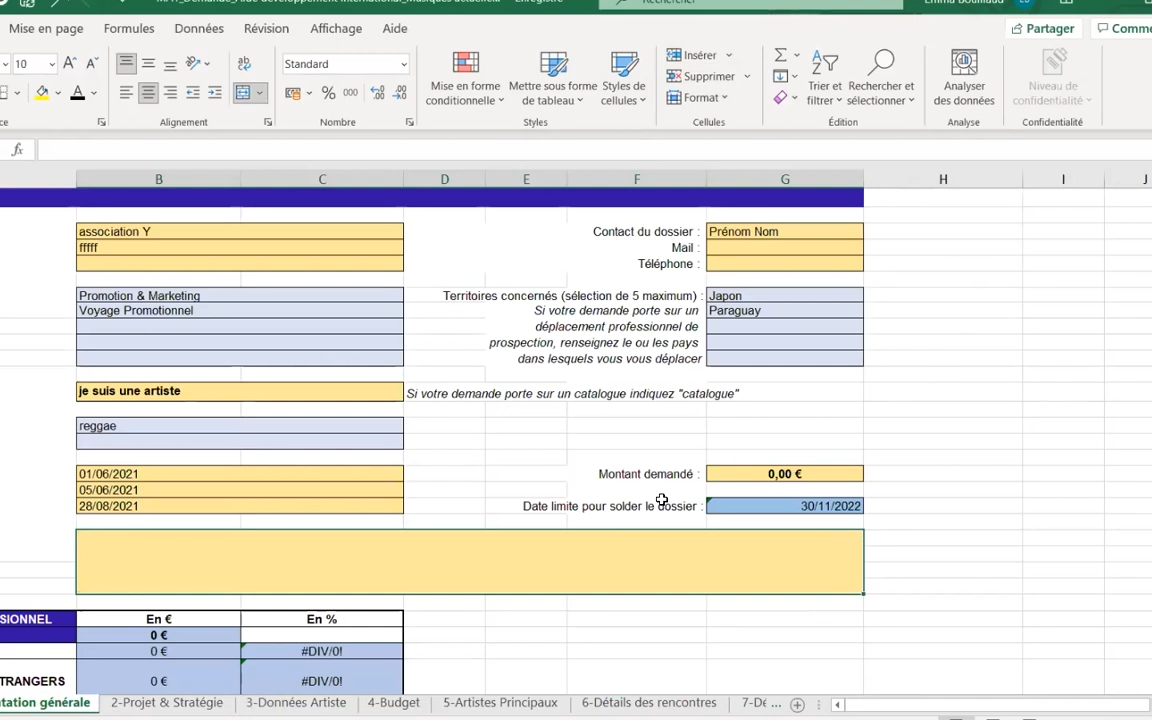 Rechercher
Mise en page Formules Données Révision Affichage Aide Partager Comme
10 Standard Insérer Supprimer Format
Mise en forme conditionnelle Mettre sous forme de tableau Styles de cellules Trier et filtrer Rechercher et sélectionner Analyser des données Niveau de confidentialité
Alignement Nombre Styles Cellules Édition Analyse Confidentialité
fx
B C D E F G H I J
association Y Contact du dossier : Prénom Nom
fffff Mail :
Téléphone :
Promotion & Marketing Territoires concernés (sélection de 5 maximum) : Japon
Voyage Promotionnel Si votre demande porte sur un Paraguay
déplacement professionnel de
prospection, renseignez le ou les pays
dans lesquels vous vous déplacer
je suis une artiste Si votre demande porte sur un catalogue indiquez "catalogue"
reggae
01/06/2021 Montant demandé : 0,00 €
05/06/2021
28/08/2021 Date limite pour solder le dossier : 30/11/2022
SIONNEL En € En %
0 €
0 € #DIV/0!
TRANGERS 0 € #DIV/0!
tation générale 2-Projet & Stratégie 3-Données Artiste 4-Budget 5-Artistes Principaux 6-Détails des rencontres 7-Dé ...